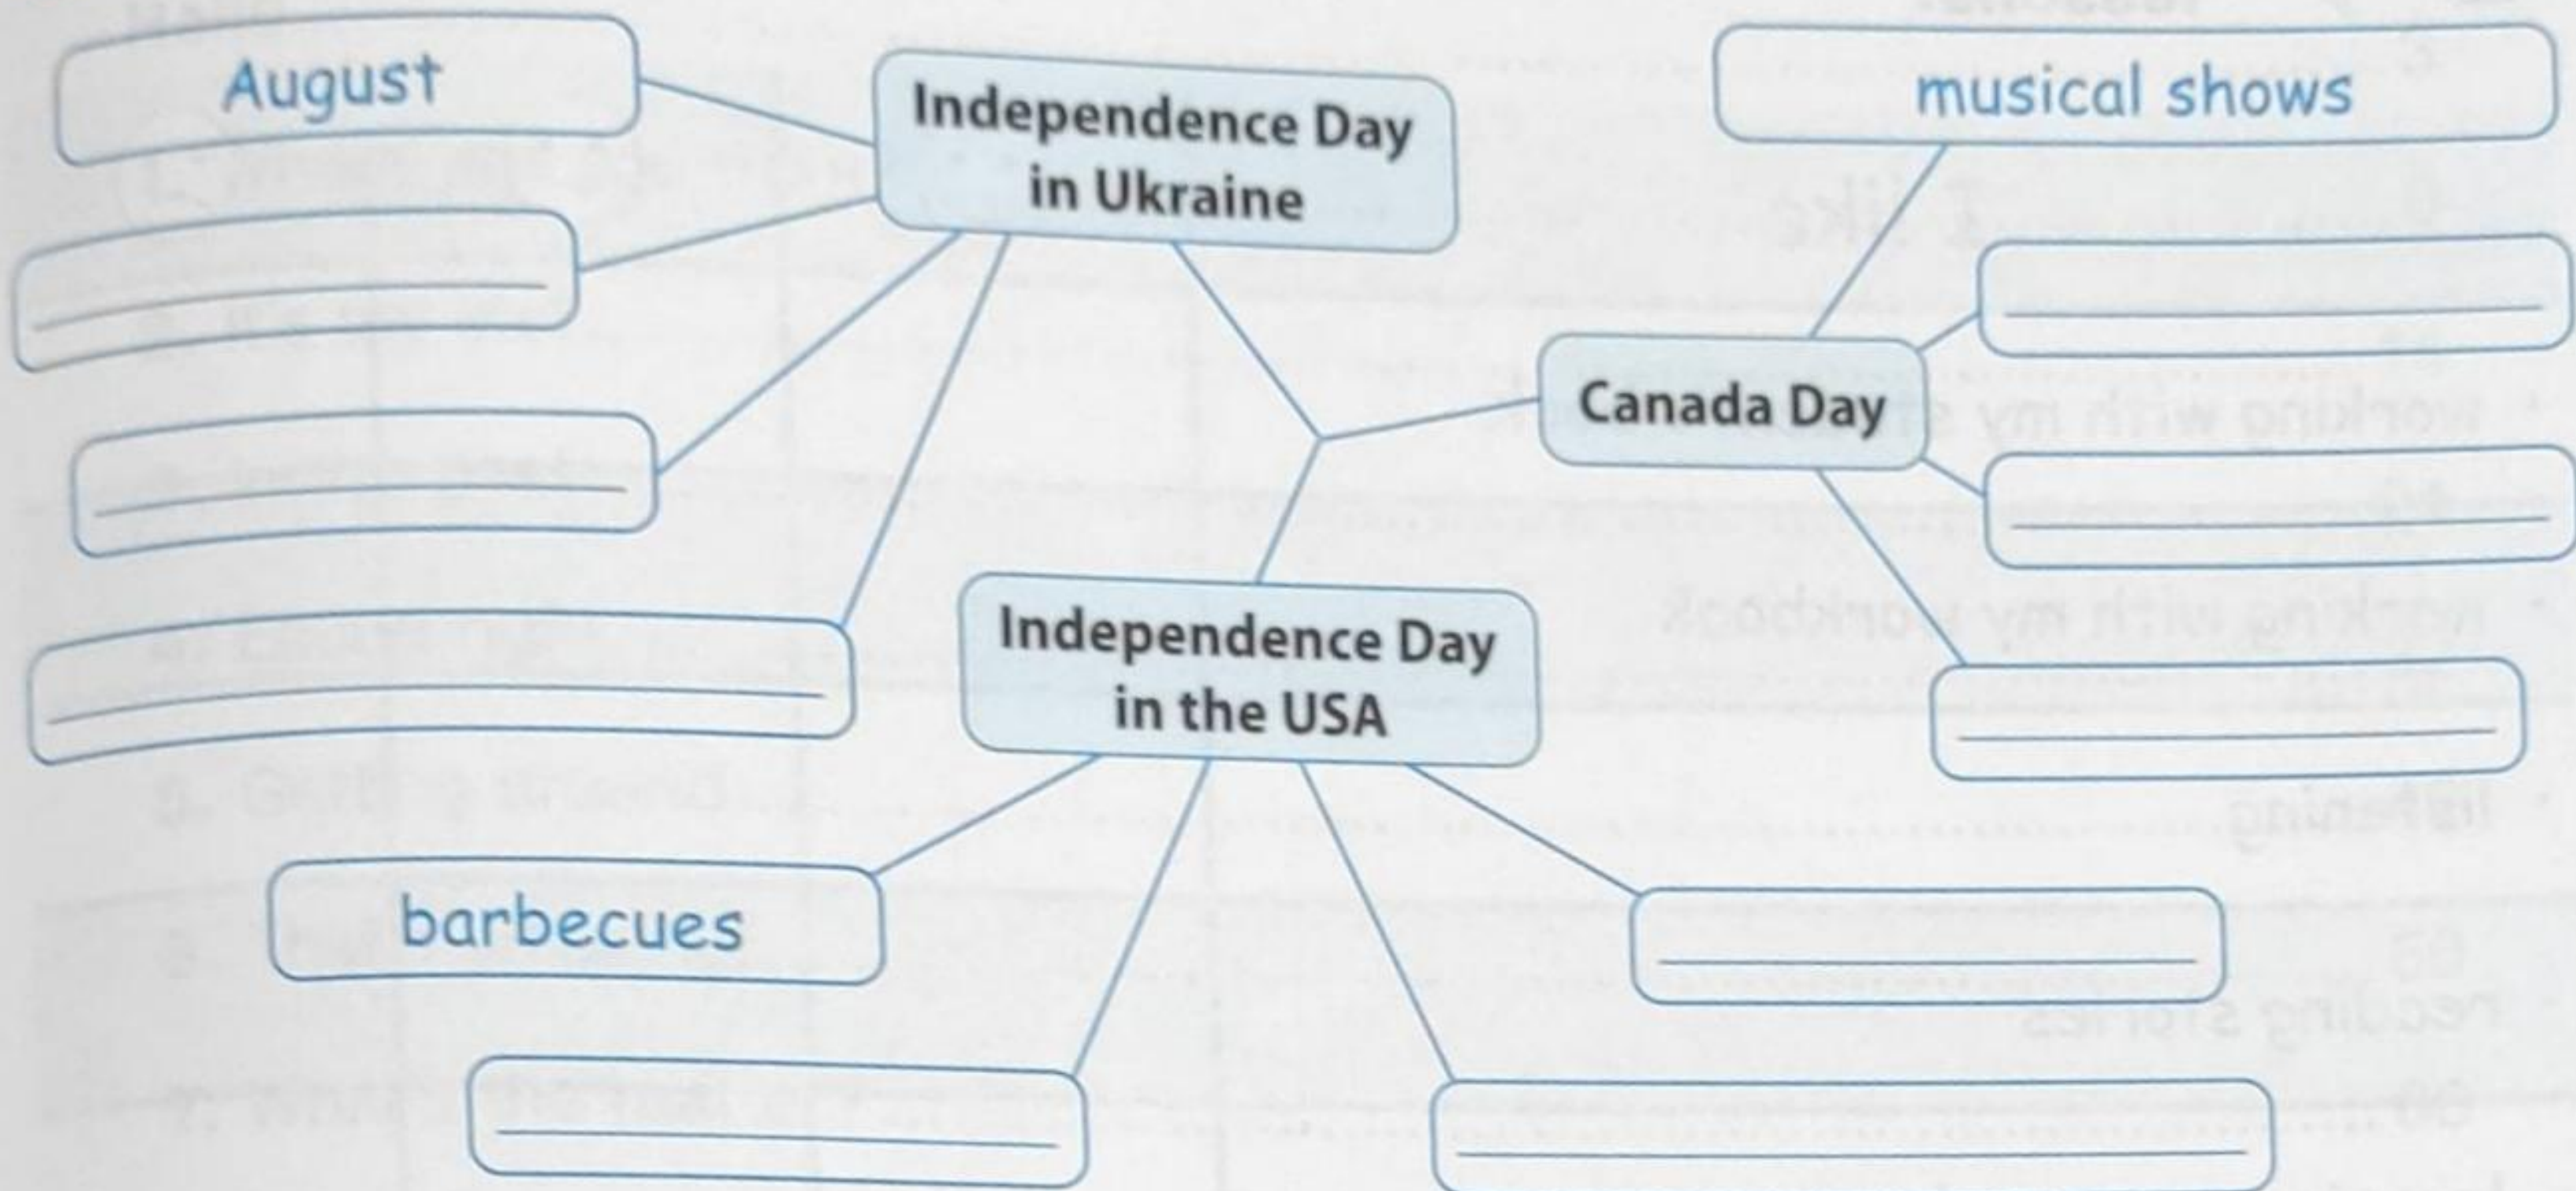 August
Independence Day
in Ukraine
musical shows
Canada Day
Independence Day
in the USA
barbecues